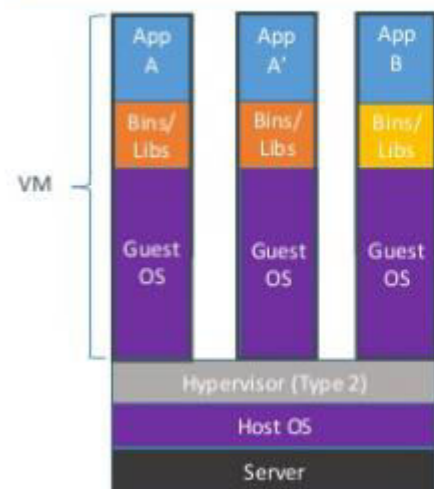 App
A
App
A'
App
B
Bins/
Libs
Bins/
Libs
Bins/
Libs
VM
Guest
OS
Guest
OS
Guest
OS
Hypervisor (Type 2)
Host OS
Server